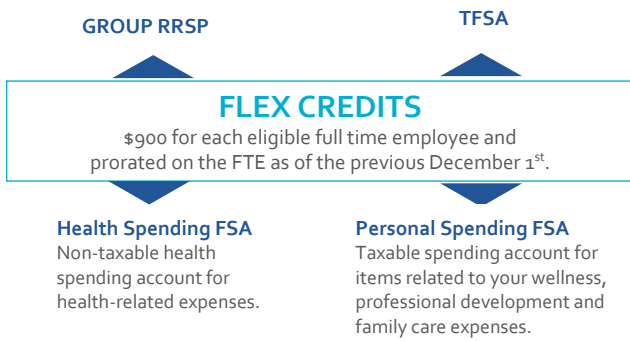 GROUP RRSP
TFSA
FLEX CREDITS
$900 for each eligible full time employee and
prorated on the FTE as of the previous December 1st.
Health Spending FSA
Non-taxable health
spending account for
health-related expenses.
Personal Spending FSA
Taxable spending account for
items related to your wellness,
professional development and
family care expenses.